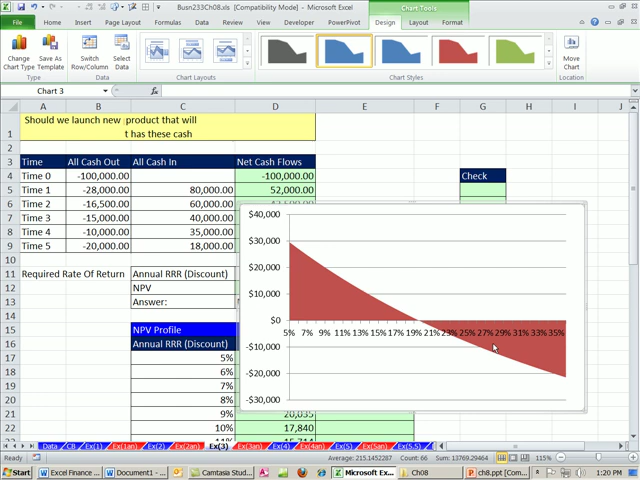 Busn233Ch08.xls [Compatibility Mode] - Microsoft Excel
Chart Tools
File Home Insert Page Layout Formulas Data Review View Developer PowerPivot Design Layout Format
Change Chart Type Save As Template Switch Row/Column Select Data Move Chart
Type Data Chart Layouts Chart Styles Location
Chart 3 fx
A B C D E F G H I J
1 Should we launch new product that will
t has these cash
2
3 Time All Cash Out All Cash In Net Cash Flows
4 Time 0 -100,000.00 -100,000.00 Check
5 Time 1 -28,000.00 80,000.00 52,000.00
6 Time 2 -16,500.00 60,000.00
7 Time 3 -15,000.00 40,000.00
8 Time 4 -10,000.00 35,000.00
9 Time 5 -20,000.00 18,000.00
10
11 Required Rate Of Return Annual RRR (Discount)
12 NPV
13 Answer:
14
15 NPV Profile
16 Annual RRR (Discount)
17 5%
18 6%
19 7%
20 8%
21 9% 20,035
22 10% 17,840
$40,000
$30,000
$20,000
$10,000
$0
5% 7% 9% 11% 13% 15% 17% 19% 21% 23% 25% 27% 29% 31% 33% 35%
-$10,000
-$20,000
-$30,000
Data CB Ex(1) Ex(1an) Ex(2) Ex(2an) Ex(3) Ex(3an) Ex(4) Ex(4an) Ex(5) Ex(5an) Ex(5.5)
Ready Average: 215.1452287 Count: 66 Sum: 13769.29464 115%
Start Excel Finance ... Document1 - ... Camtasia Stud... Microsoft Excel ... Ch08 ch8.ppt [Com... 1:20 PM